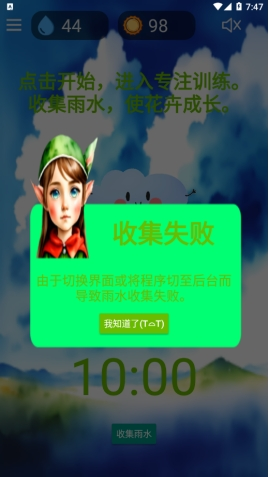 7:47
44
98
点击开始，进入专注训练。
收集雨水，使花卉成长。
收集失败
由于切换界面或将程序切至后台而
导致雨水收集失败。
我知道了(T⌓T)
10:00
收集雨水